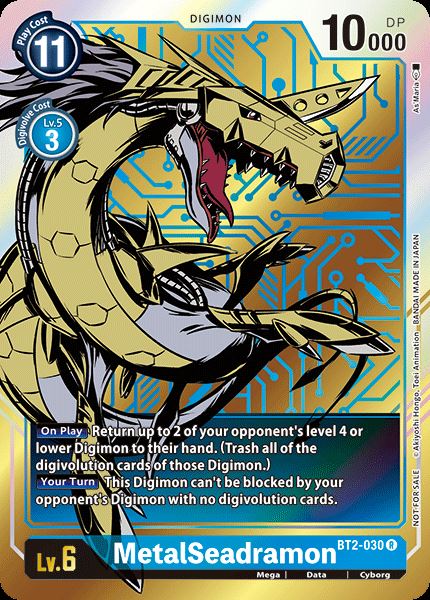 Play Cost
11
DIGIMON
10000
DP
Digivolve Cost
Lv.5
3
As'Maria
On Play Return up to 2 of your opponent's level 4 or
lower Digimon to their hand. (Trash all of the
digivolution cards of those Digimon.)
Your Turn This Digimon can't be blocked by your
opponent's Digimon with no digivolution cards.
NOT FOR SALE ©Akiyoshi Hongo, Toei Animation BANDAI MADE IN JAPAN
Lv.6
MetalSeadramon
BT2-030 R
Mega | Data | Cyborg